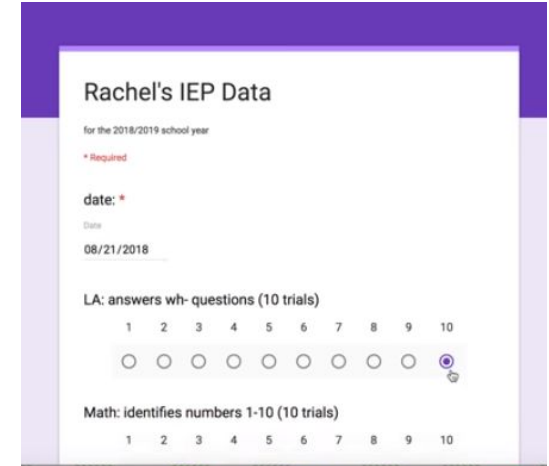 Rachel's IEP Data
for the 2018/2019 school year
* Required
date: *
Date
08/21/2018
LA: answers wh- questions (10 trials)
1 2 3 4 5 6 7 8 9 10
Math: identifies numbers 1-10 (10 trials)
1 2 3 4 5 6 7 8 9 10